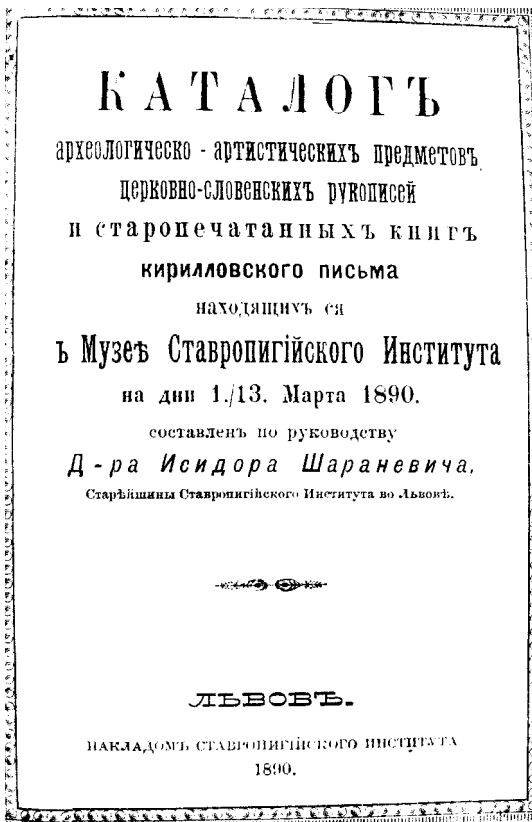 КАТАЛОГЪ
археологическо - артистическихъ предметовъ
церковно-словенскихъ рукописей
и старопечатанныхъ книгъ
кирилловского письма
находящихъ ся
ъ Музеѣ Ставропигійского Института
на дни 1./13. Марта 1890.
составленъ по руководству
Д-ра Исидора Шараневича,
Старѣйшины Ставропигійского Института во Львовѣ.
ЛЬВОВЪ.
НАКЛАДОМЪ СТАВРОПИГІЙСКОГО ИНСТИТУТА
1890.